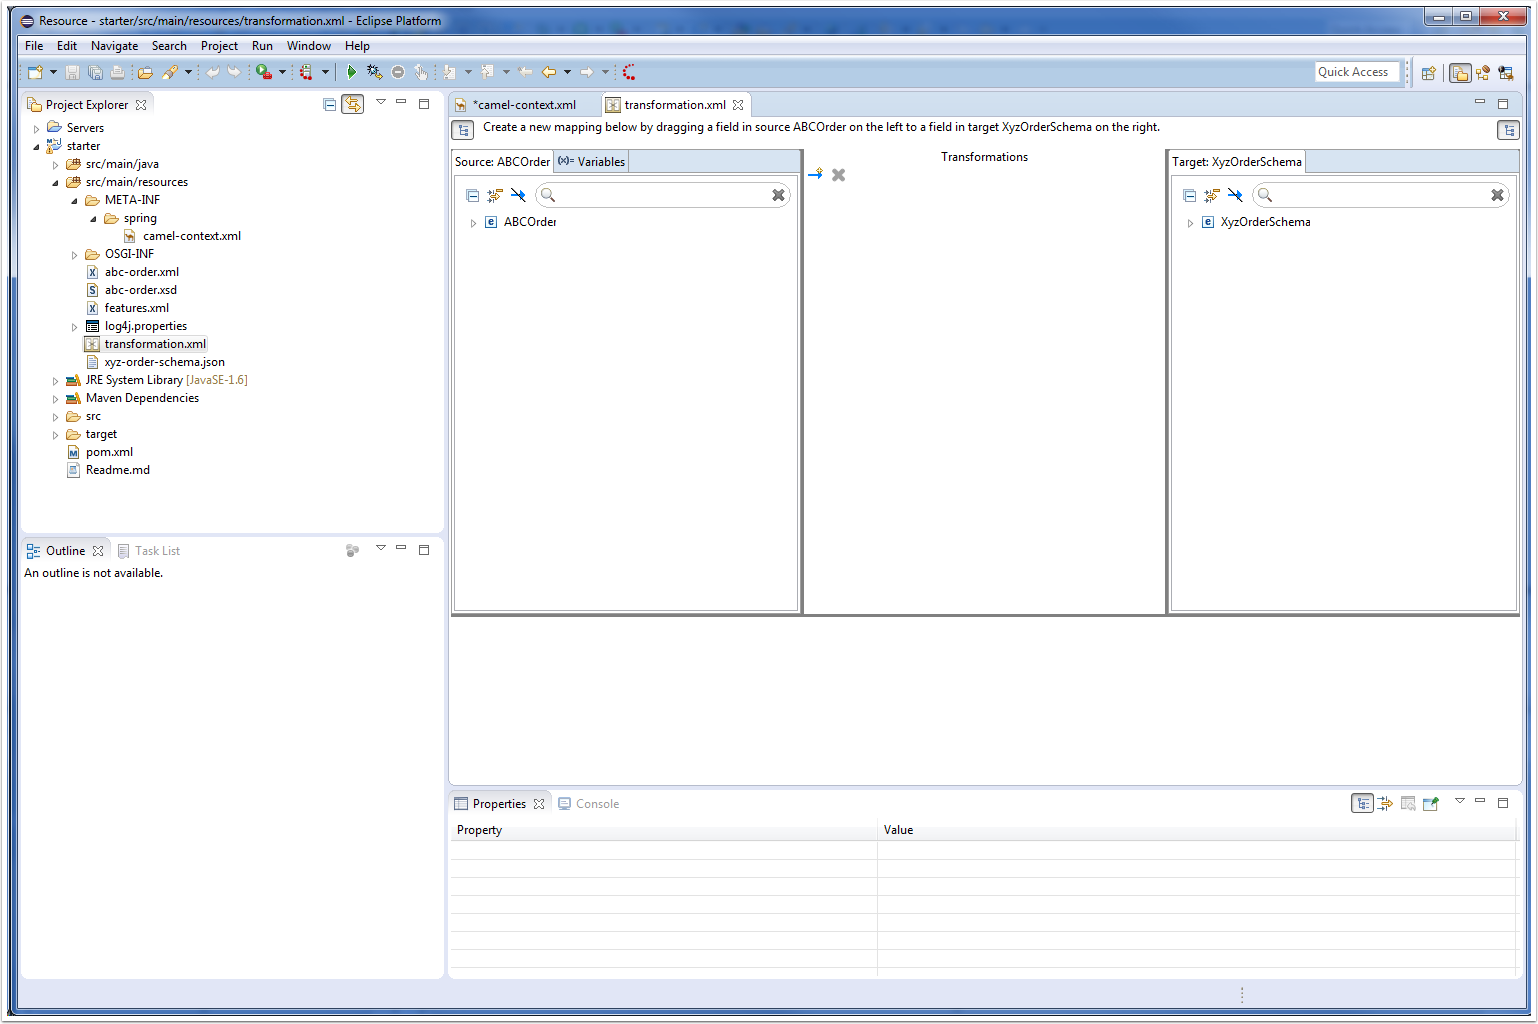 Resource - starter/src/main/resources/transformation.xml - Eclipse Platform
File Edit Navigate Search Project Run Window Help
Quick Access
Project Explorer
Servers
starter
src/main/java
src/main/resources
META-INF
spring
camel-context.xml
OSGI-INF
abc-order.xml
abc-order.xsd
features.xml
log4j.properties
transformation.xml
xyz-order-schema.json
JRE System Library [JavaSE-1.6]
Maven Dependencies
src
target
pom.xml
Readme.md
Outline Task List
An outline is not available.
*camel-context.xml transformation.xml
Create a new mapping below by dragging a field in source ABCOrder on the left to a field in target XyzOrderSchema on the right.
Source: ABCOrder (x)= Variables
ABCOrder
Transformations
Target: XyzOrderSchema
XyzOrderSchema
Properties Console
Property Value